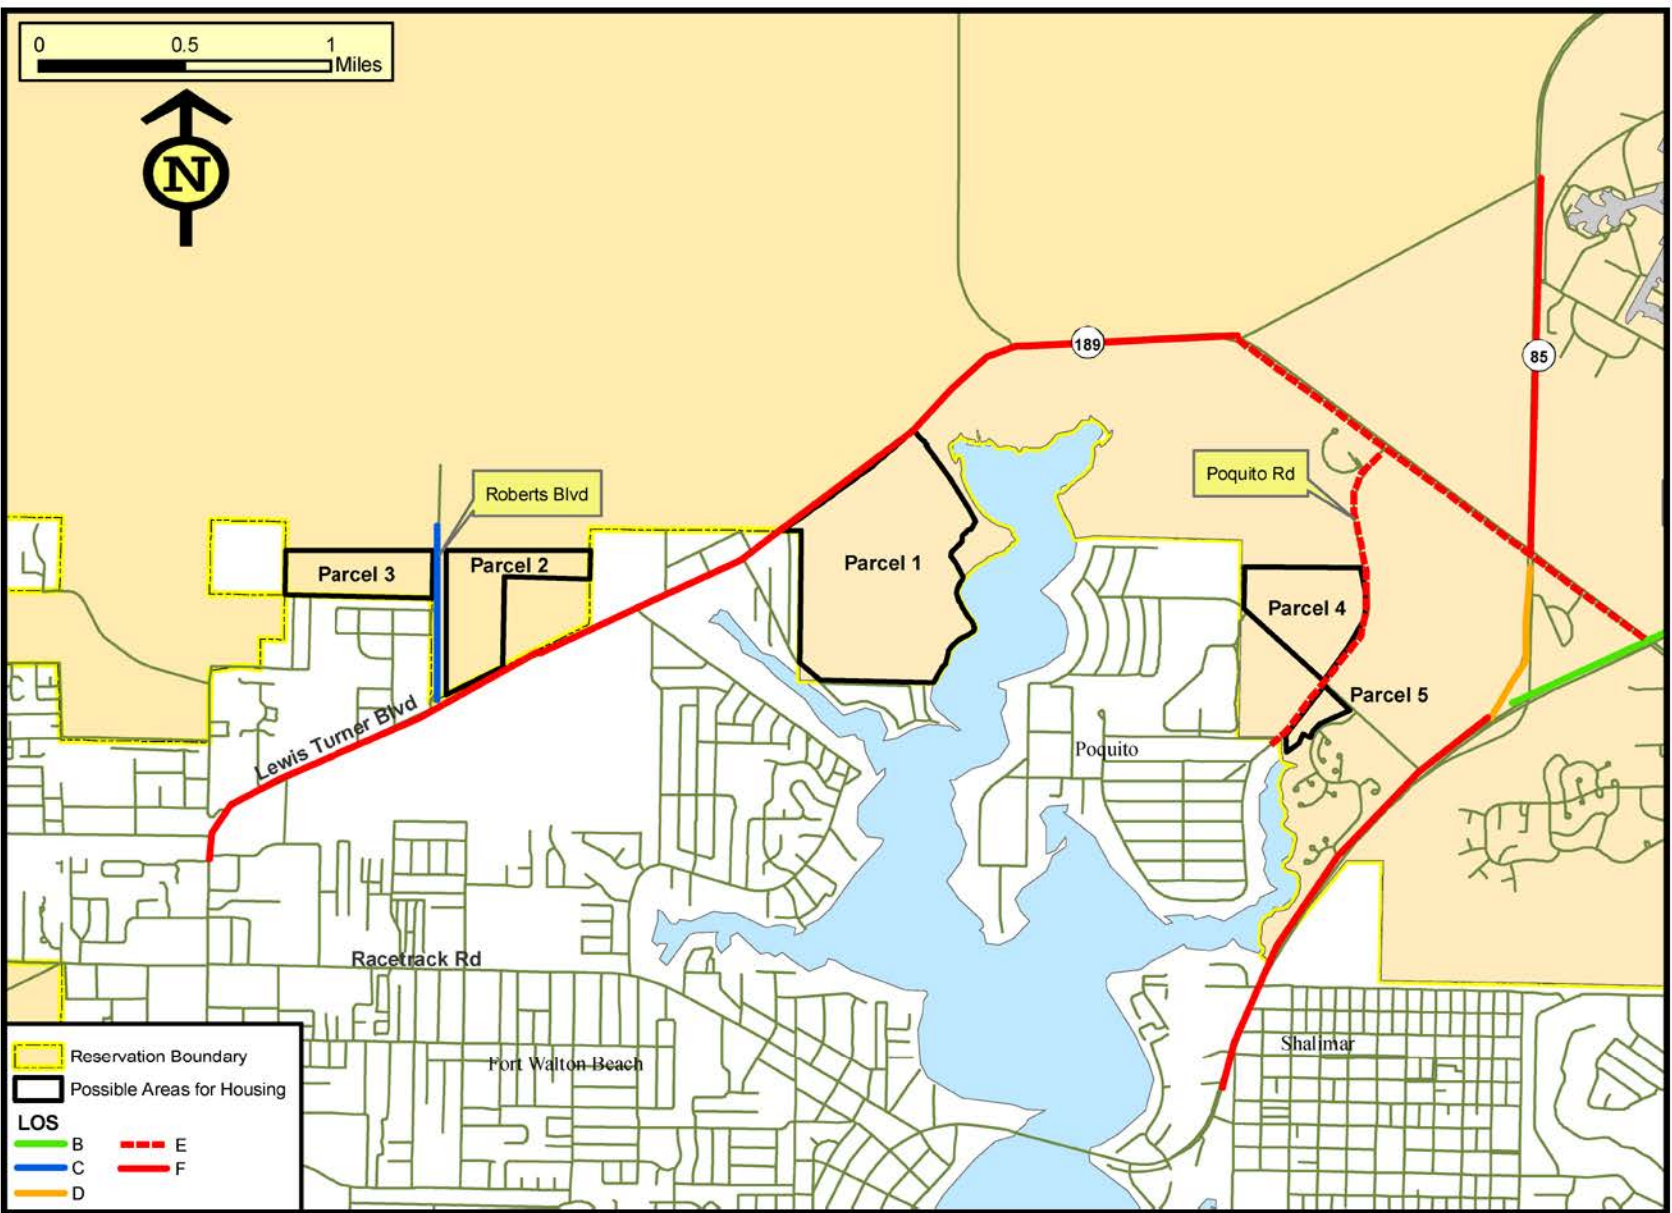 0 0.5 1
Miles
N
189
85
Roberts Blvd
Poquito Rd
Parcel 3
Parcel 2
Parcel 1
Parcel 4
Parcel 5
Lewis Turner Blvd
Poquito
Racetrack Rd
Fort Walton Beach
Shalimar
Reservation Boundary
Possible Areas for Housing
LOS
B E
C F
D